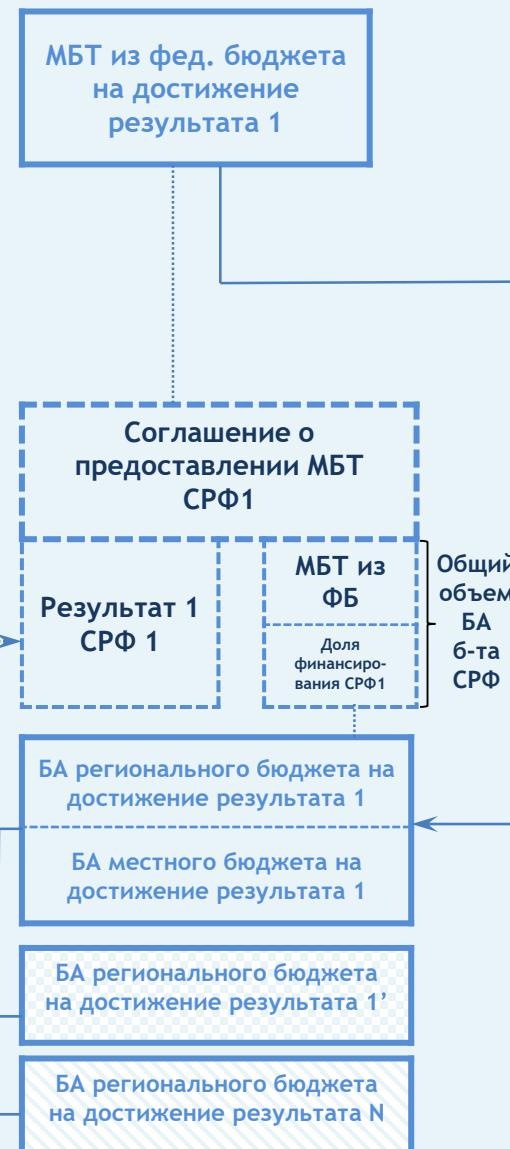 МБТ из фед. бюджета
на достижение
результата 1
Соглашение о
предоставлении МБТ
СРФ1
Результат 1
СРФ 1
МБТ из
ФБ
Доля
финансиро-
вания СРФ1
Общий
объем
БА
б-та
СРФ
БА регионального бюджета на
достижение результата 1
БА местного бюджета на
достижение результата 1
БА регионального бюджета
на достижение результата 1’
БА регионального бюджета
на достижение результата N